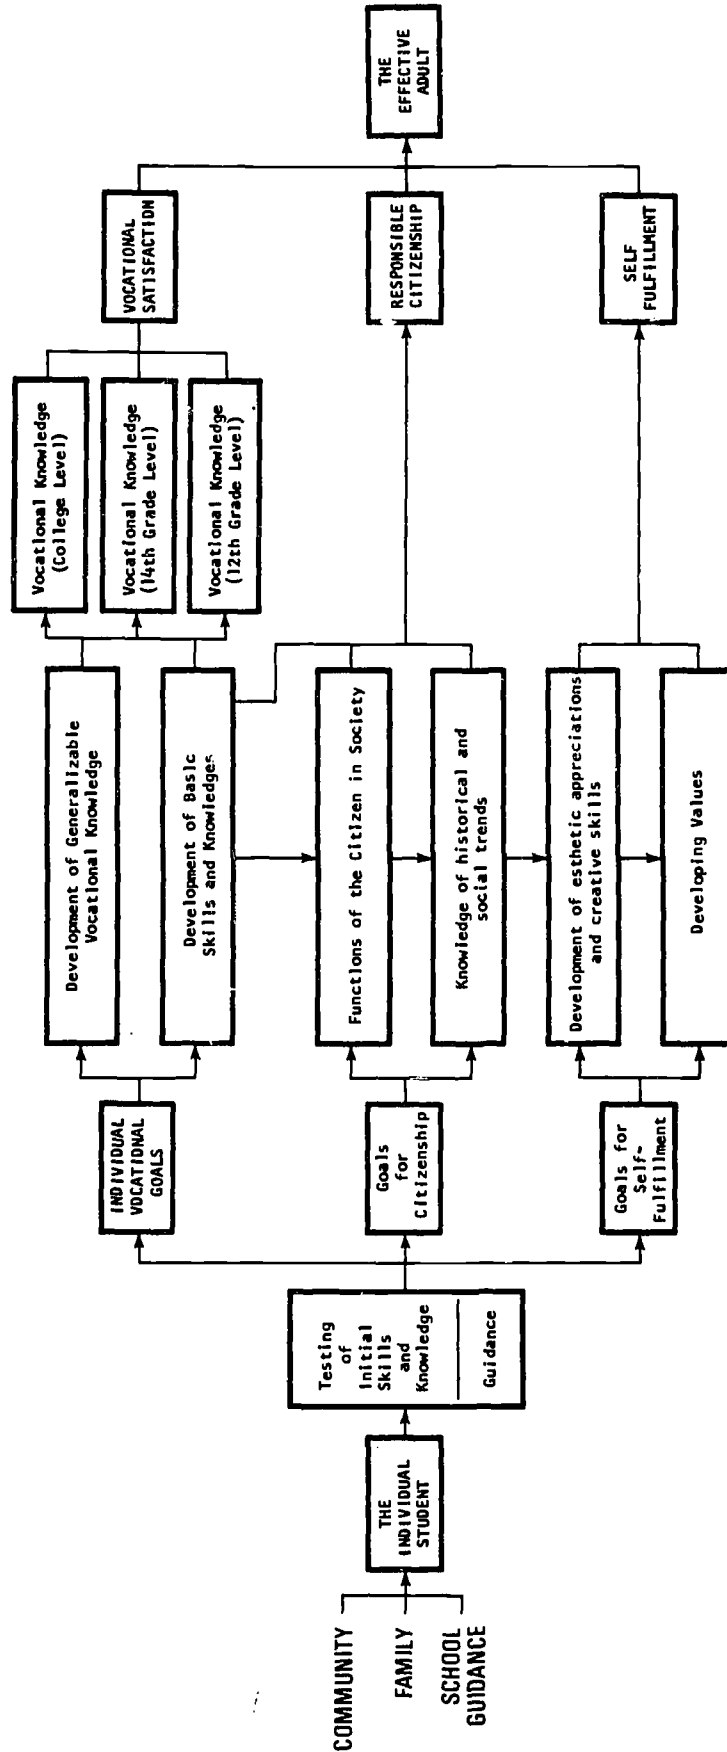 COMMUNITY
FAMILY
SCHOOL
GUIDANCE
THE
INDIVIDUAL
STUDENT
Testing
of
Initial
Skills
and
Knowledge
Guidance
INDIVIDUAL
VOCATIONAL
GOALS
Goals
for
Citizenship
Goals for
Self-
Fulfillment
Development of Generalizable
Vocational Knowledge
Development of Basic
Skills and Knowledges
Functions of the Citizen in Society
Knowledge of historical and
social trends
Development of esthetic appreciations
and creative skills
Developing Values
Vocational Knowledge
(College Level)
Vocational Knowledge
(14th Grade Level)
Vocational Knowledge
(12th Grade Level)
VOCATIONAL
SATISFACTION
RESPONSIBLE
CITIZENSHIP
SELF
FULFILLMENT
THE
EFFECTIVE
ADULT